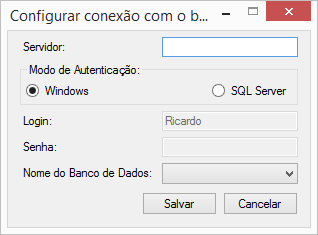 Configurar conexão com o b...
Servidor:
Modo de Autenticação:
Windows SQL Server
Login: Ricardo
Senha:
Nome do Banco de Dados:
Salvar Cancelar